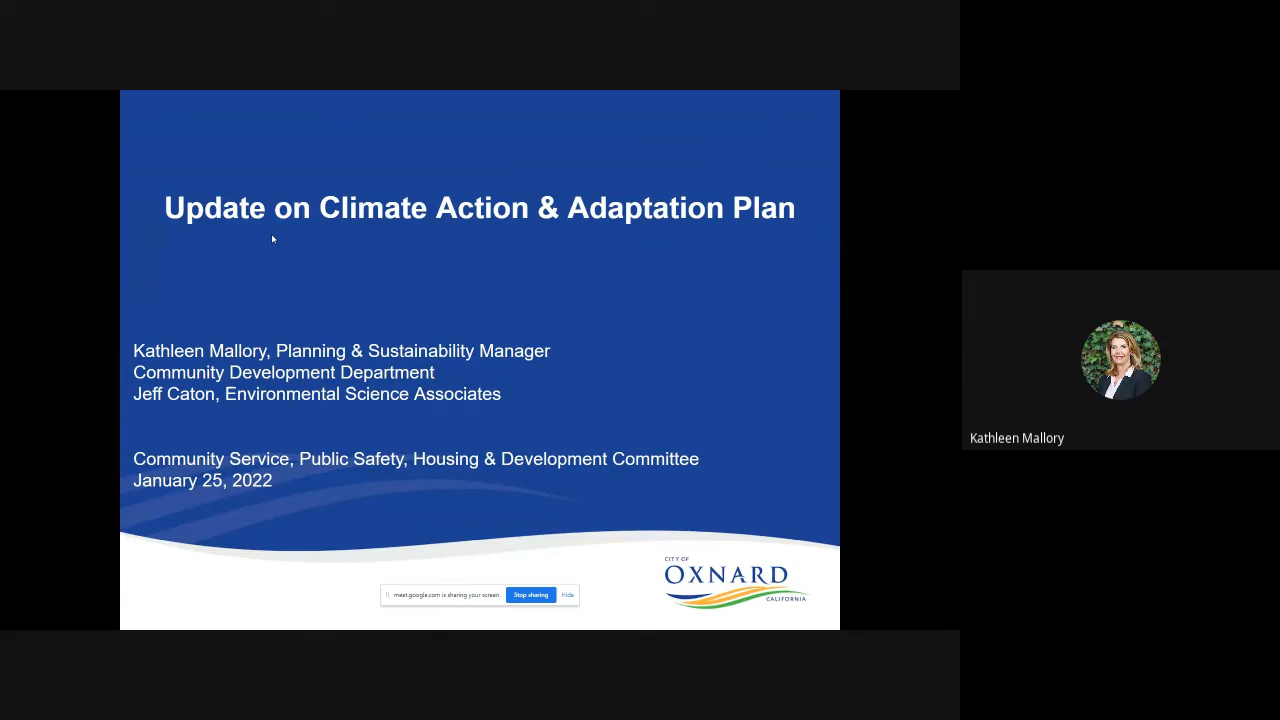 Update on Climate Action & Adaptation Plan
Kathleen Mallory, Planning & Sustainability Manager
Community Development Department
Jeff Caton, Environmental Science Associates
Community Service, Public Safety, Housing & Development Committee
January 25, 2022
CITY OF
OXNARD
CALIFORNIA
meet.google.com is sharing your screen. Stop sharing Hide
Kathleen Mallory